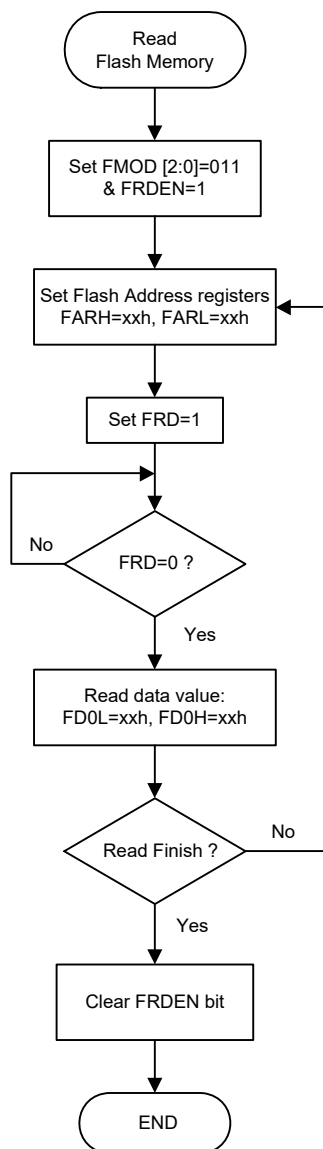 Read
Flash Memory
Set FMOD [2:0]=011
& FRDEN=1
Set Flash Address registers
FARH=xxh, FARL=xxh
Set FRD=1
No
FRD=0 ?
Yes
Read data value:
FD0L=xxh, FD0H=xxh
Read Finish ?
No
Yes
Clear FRDEN bit
END